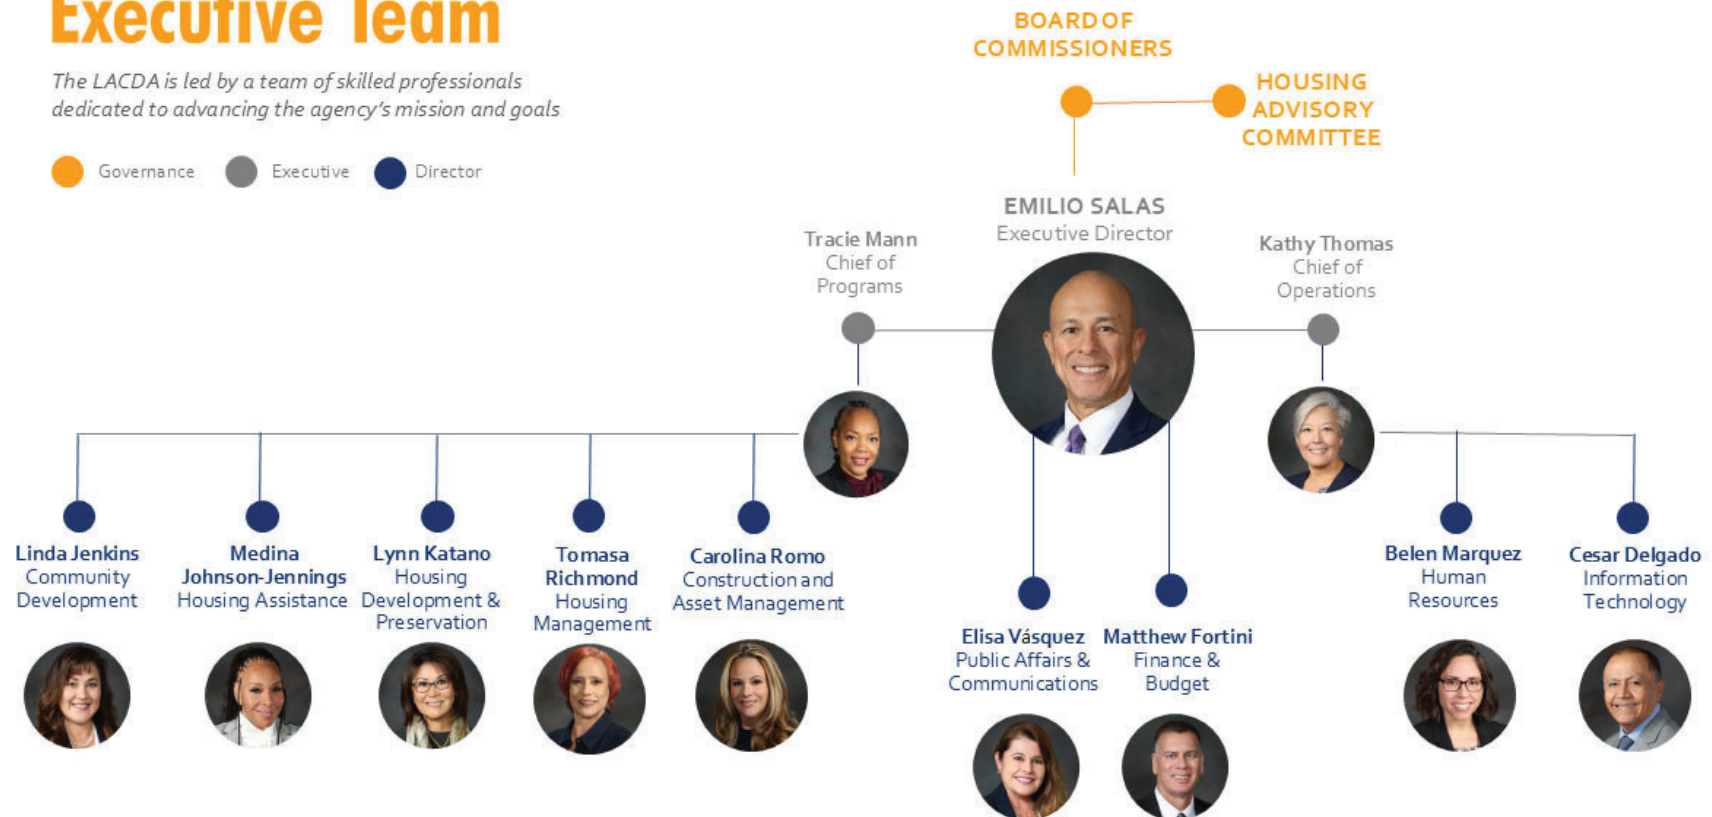 Executive Team
The LACDA is led by a team of skilled professionals
dedicated to advancing the agency's mission and goals
Governance
Executive
Director
BOARD OF
COMMISSIONERS
HOUSING
ADVISORY
COMMITTEE
EMILIO SALAS
Executive Director
Tracie Mann
Chief of
Programs
Kathy Thomas
Chief of
Operations
Linda Jenkins
Community
Development
Medina
Johnson-Jennings
Housing Assistance
Lynn Katano
Housing
Development &
Preservation
Tomasa
Richmond
Housing
Management
Carolina Romo
Construction and
Asset Management
Elisa Vásquez
Public Affairs &
Communications
Matthew Fortini
Finance &
Budget
Belen Marquez
Human
Resources
Cesar Delgado
Information
Technology